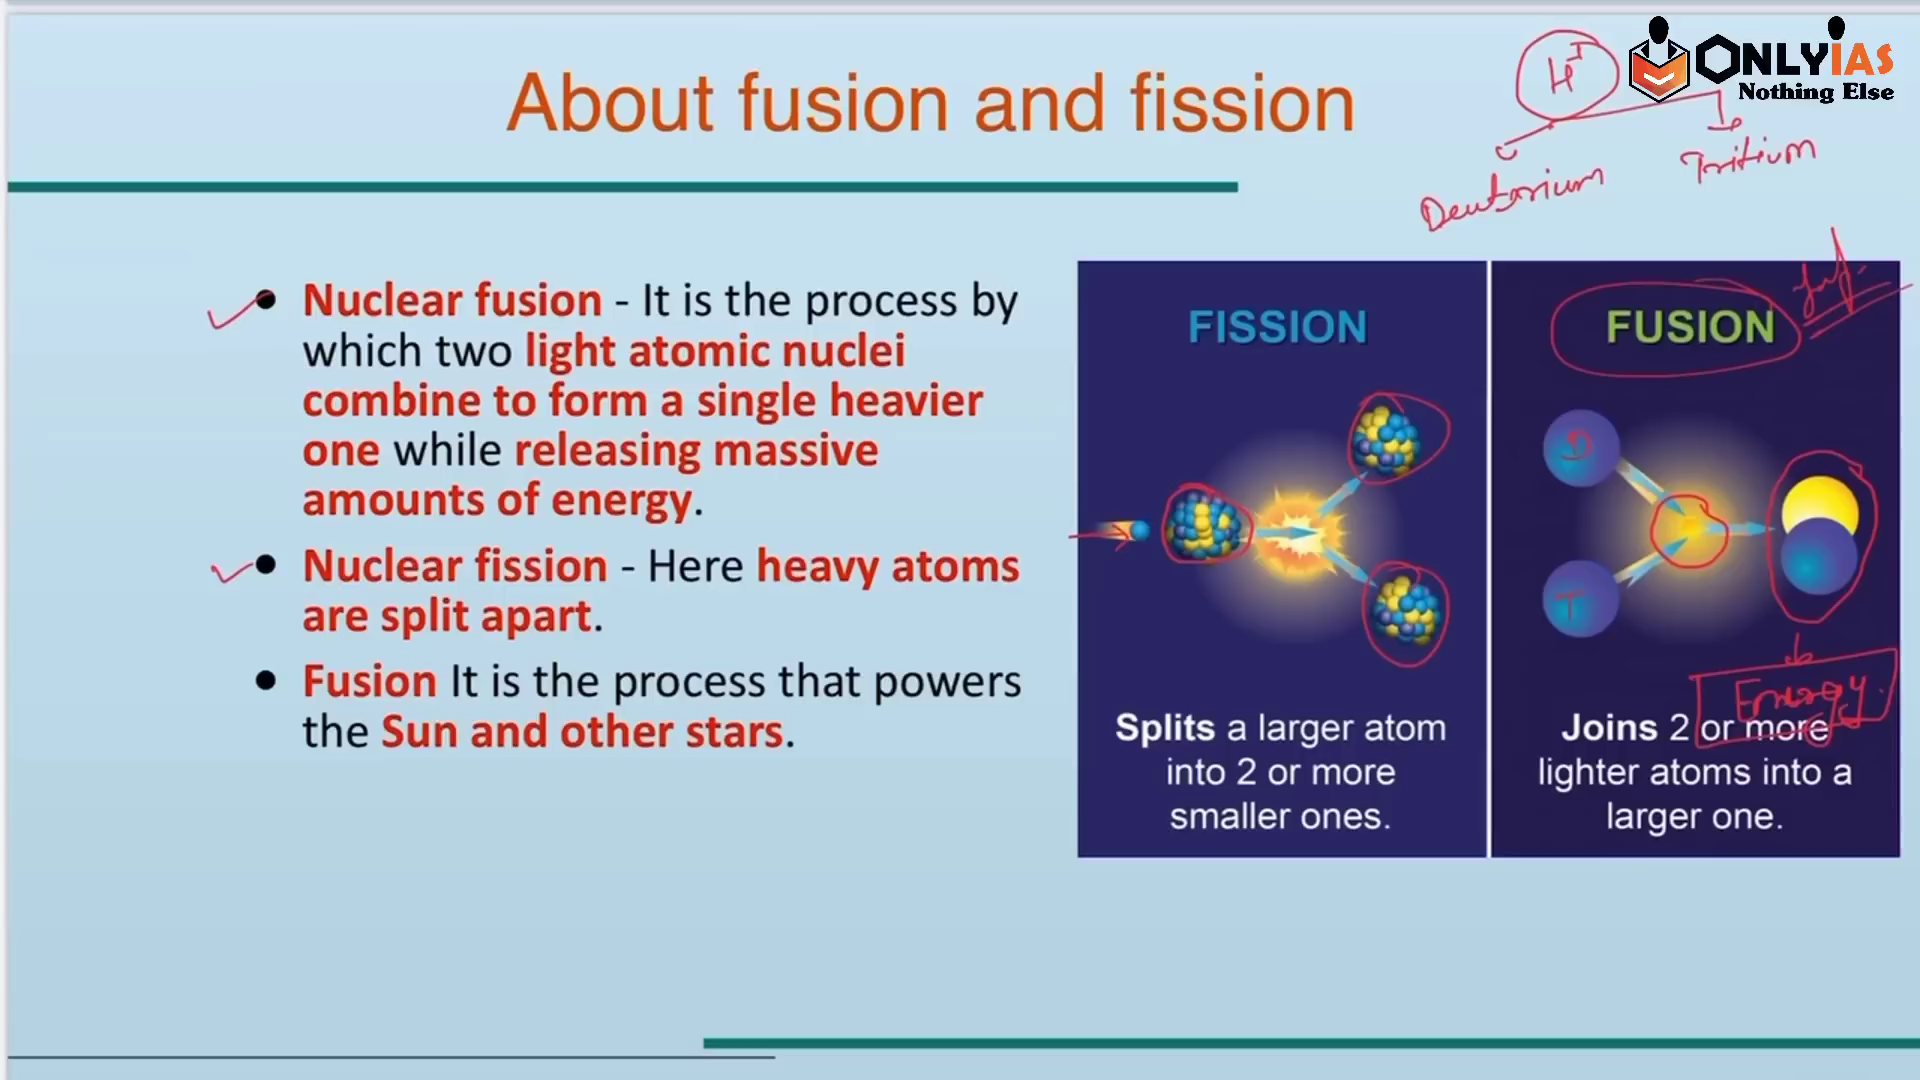 About fusion and fission
H
ONLYIAS
Nothing Else
Deutarium
Tritium
● Nuclear fusion - It is the process by
which two light atomic nuclei
combine to form a single heavier
one while releasing massive
amounts of energy.
● Nuclear fission - Here heavy atoms
are split apart.
● Fusion It is the process that powers
the Sun and other stars.
FISSION
Splits a larger atom
into 2 or more
smaller ones.
FUSION
D
T
Energy
Joins 2 or more
lighter atoms into a
larger one.